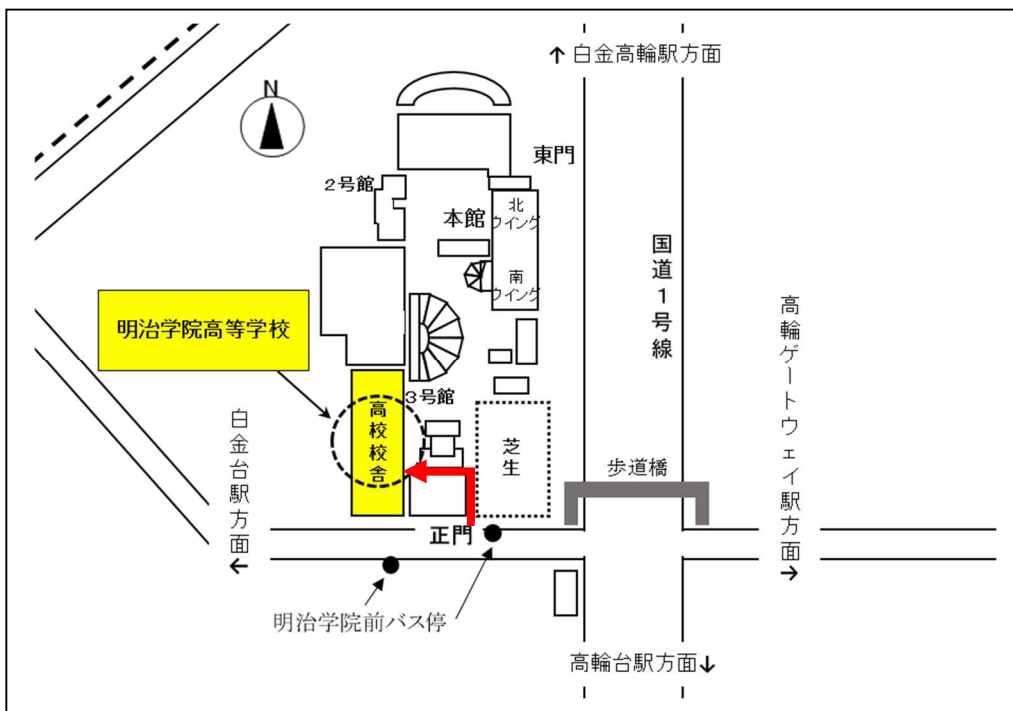 ↑ 白金高輪駅方面
N
東門
2号館
北
ウイング
本館
国道1号線
南
ウイング
明治学院高等学校
高輪ゲートウェイ駅方面
→
3号館
高校校舎
白金台駅方面
←
芝生
歩道橋
正門
明治学院前バス停
高輪台駅方面↓